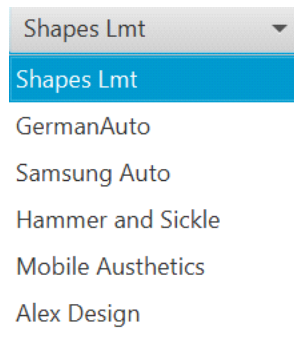 Shapes Lmt
Shapes Lmt
GermanAuto
Samsung Auto
Hammer and Sickle
Mobile Austhetics
Alex Design